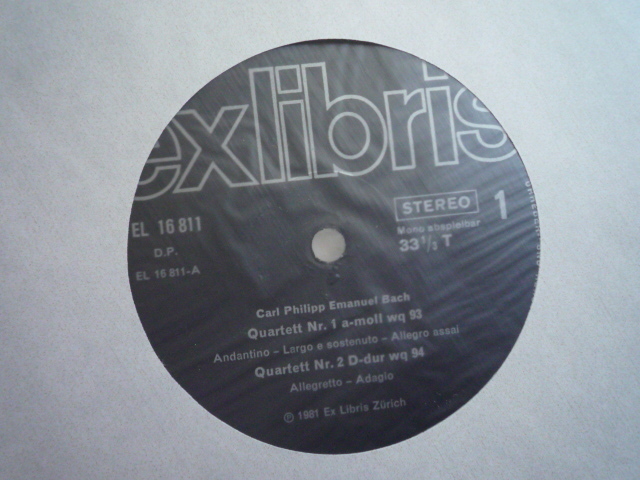 exlibris
EL 16 811
STEREO
1
D.P.
Mono abspielbar
EL 16 811-A
33 1/3 T
Carl Philipp Emanuel Bach
Quartett Nr. 1 a-moll wq 93
Andantino – Largo e sostenuto – Allegro assai
Quartett Nr. 2 D-dur wq 94
Allegretto – Adagio
℗ 1981 Ex Libris Zürich